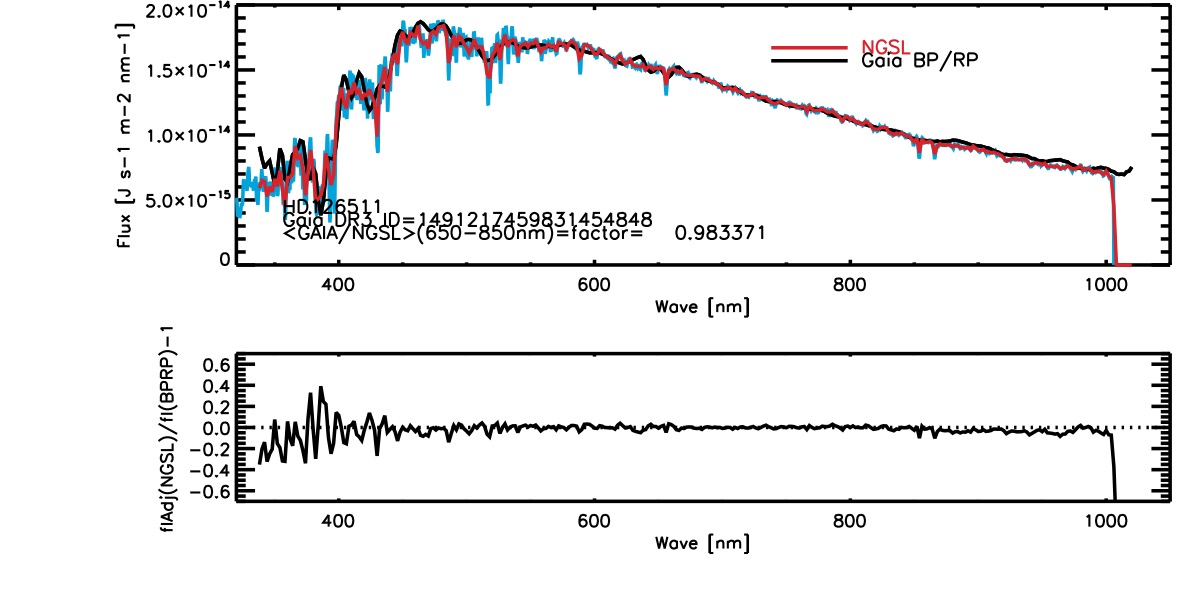 2.0×10−14
1.5×10−14
1.0×10−14
5.0×10−15
0
Flux [J s−1 m−2 nm−1]
NGSL
Gaia BP/RP
HD126511
Gaia DR3 ID=1491217459831454848
<GAIA/NGSL>(650−850nm)=factor= 0.983371
400 600 800 1000
Wave [nm]
flAdj(NGSL)/fl(BPRP)−1
0.6
0.4
0.2
0.0
−0.2
−0.4
−0.6
400 600 800 1000
Wave [nm]